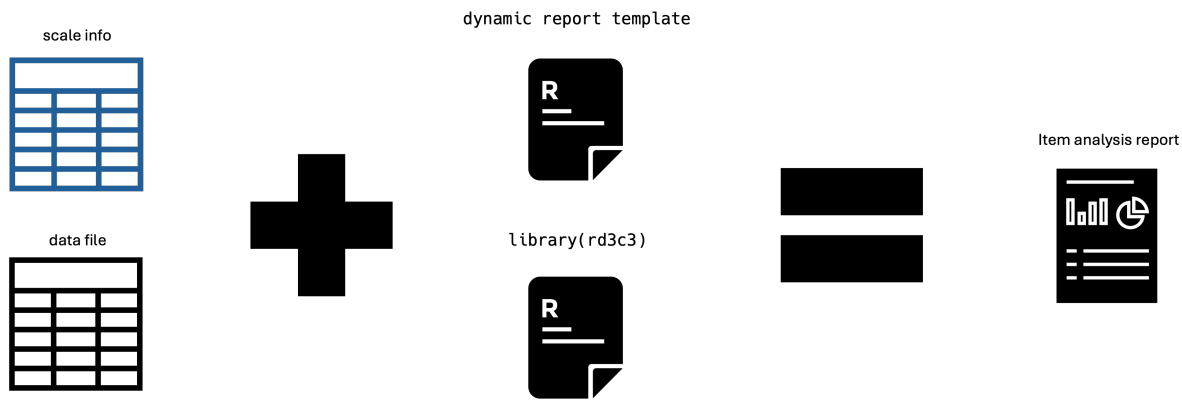 scale info
data file
dynamic report template
R
library(rd3c3)
R
Item analysis report